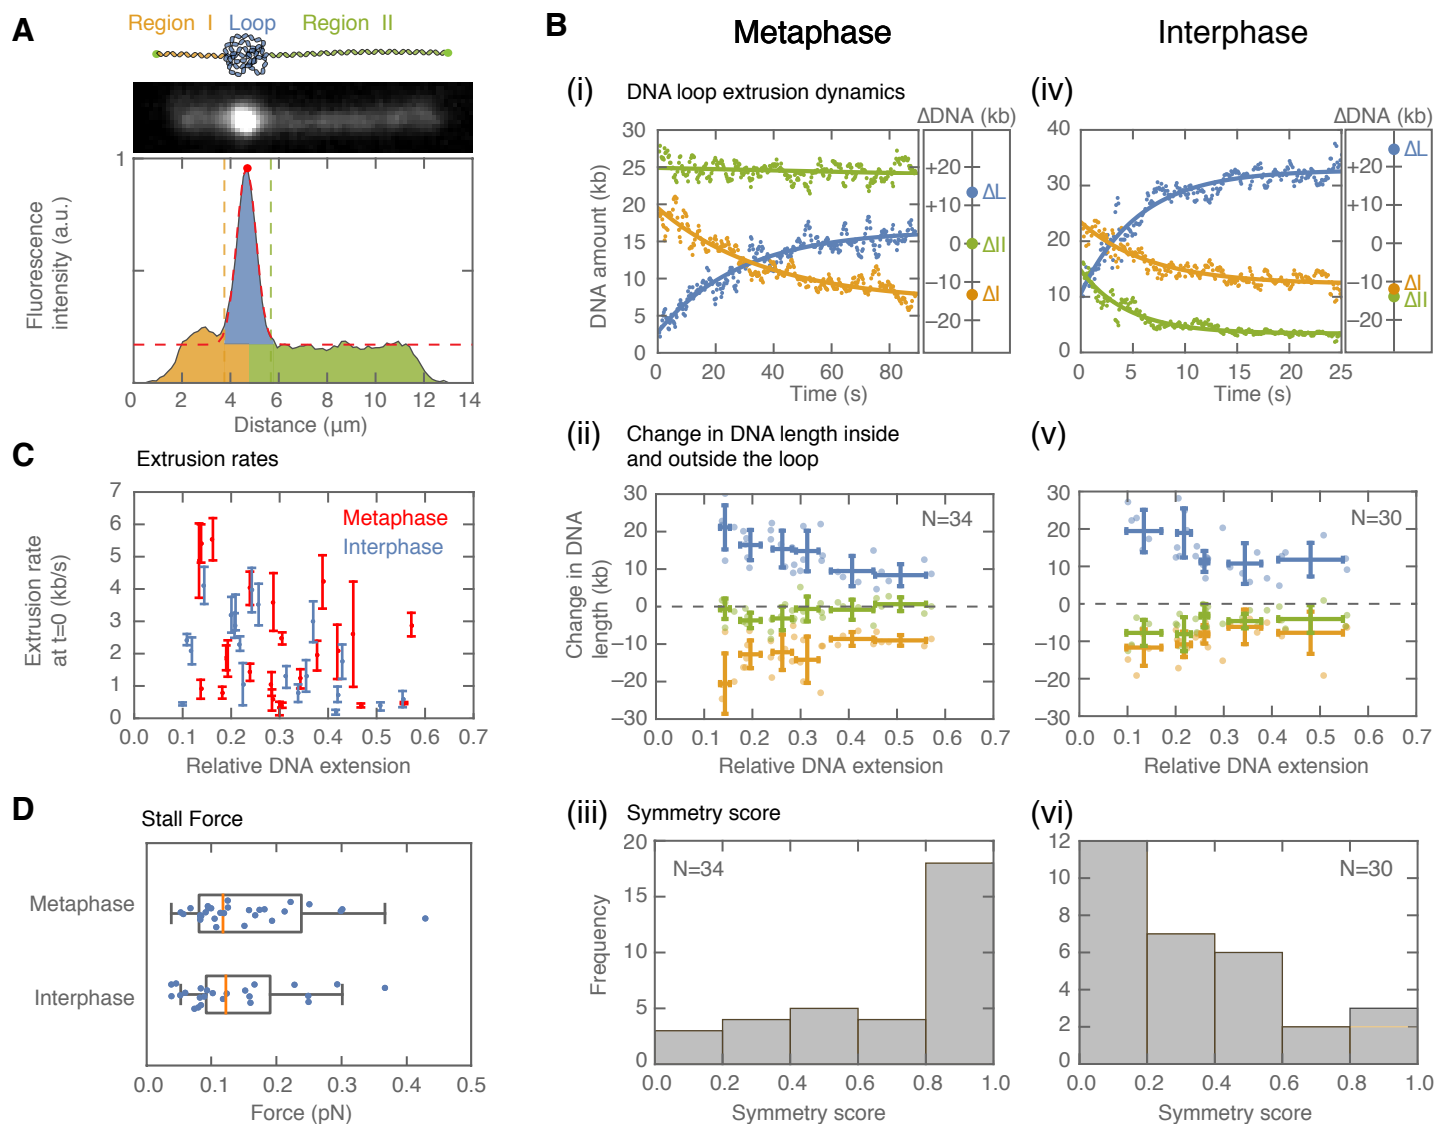 A
Region I Loop Region II
1
Fluorescence
intensity (a.u.)
0 2 4 6 8 10 12 14
Distance (μm)
B
Metaphase
Interphase
(i) DNA loop extrusion dynamics
ΔDNA (kb)
30
25
20
15
10
5
0
DNA amount (kb)
0 20 40 60 80
Time (s)
+20
+10
0
−10
−20
ΔL
ΔII
ΔI
(iv)
ΔDNA (kb)
40
30
20
10
0
0 5 10 15 20 25
Time (s)
+20
+10
0
−10
−20
ΔL
ΔI
ΔII
(ii) Change in DNA length inside
and outside the loop
30
20
10
0
−10
−20
−30
Change in DNA
length (kb)
N=34
0.0 0.1 0.2 0.3 0.4 0.5 0.6 0.7
Relative DNA extension
(v)
30
20
10
0
−10
−20
−30
N=30
0.0 0.1 0.2 0.3 0.4 0.5 0.6 0.7
Relative DNA extension
C
Extrusion rates
7
6
5
4
3
2
1
0
Extrusion rate
at t=0 (kb/s)
Metaphase
Interphase
0.0 0.1 0.2 0.3 0.4 0.5 0.6 0.7
Relative DNA extension
(iii) Symmetry score
20
15
10
5
0
Frequency
N=34
0.0 0.2 0.4 0.6 0.8 1.0
Symmetry score
(vi)
12
10
8
6
4
2
0
N=30
0.0 0.2 0.4 0.6 0.8 1.0
Symmetry score
D
Stall Force
Metaphase
Interphase
0.0 0.1 0.2 0.3 0.4 0.5
Force (pN)